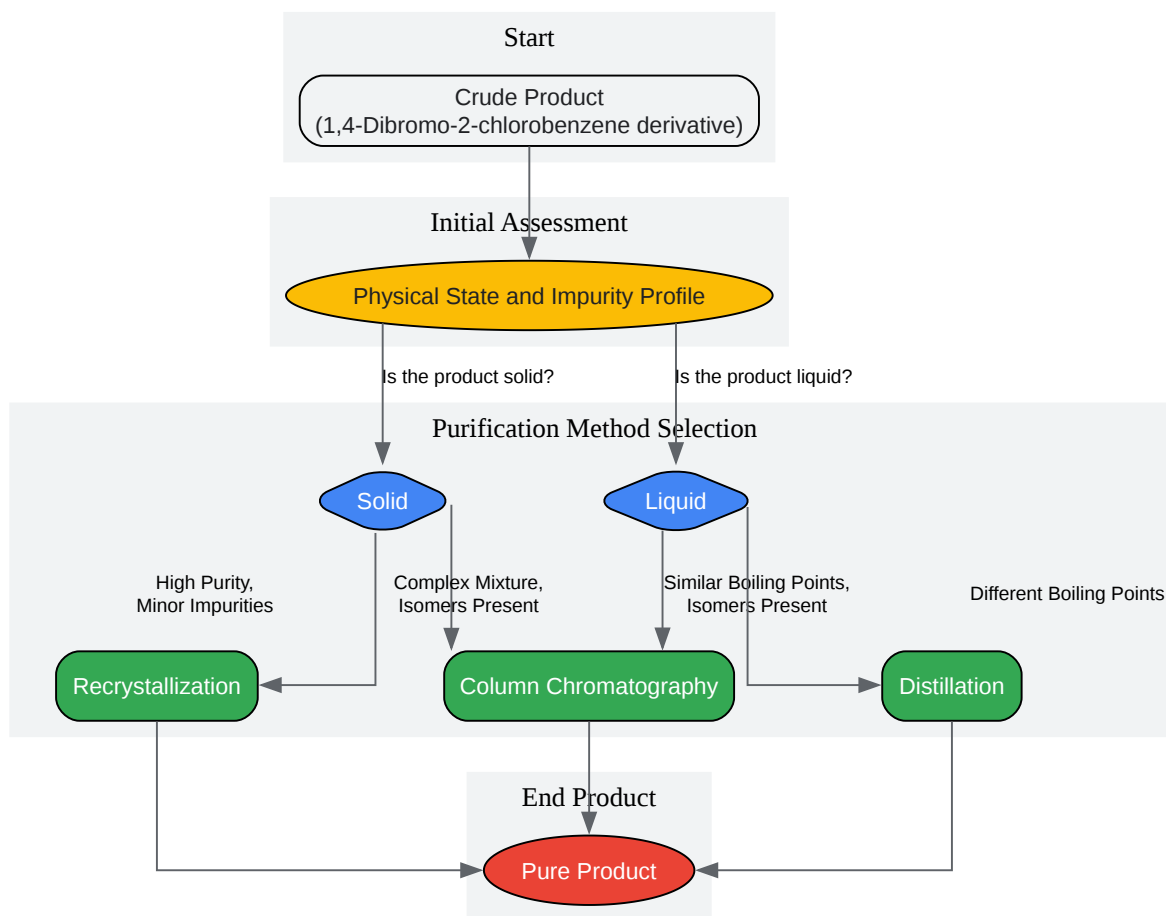 Start
Crude Product
(1,4-Dibromo-2-chlorobenzene derivative)
Initial Assessment
Physical State and Impurity Profile
Is the product solid?
Is the product liquid?
Purification Method Selection
Solid
Liquid
High Purity,
Minor Impurities
Complex Mixture,
Isomers Present
Similar Boiling Points,
Isomers Present
Different Boiling Points
Recrystallization
Column Chromatography
Distillation
End Product
Pure Product